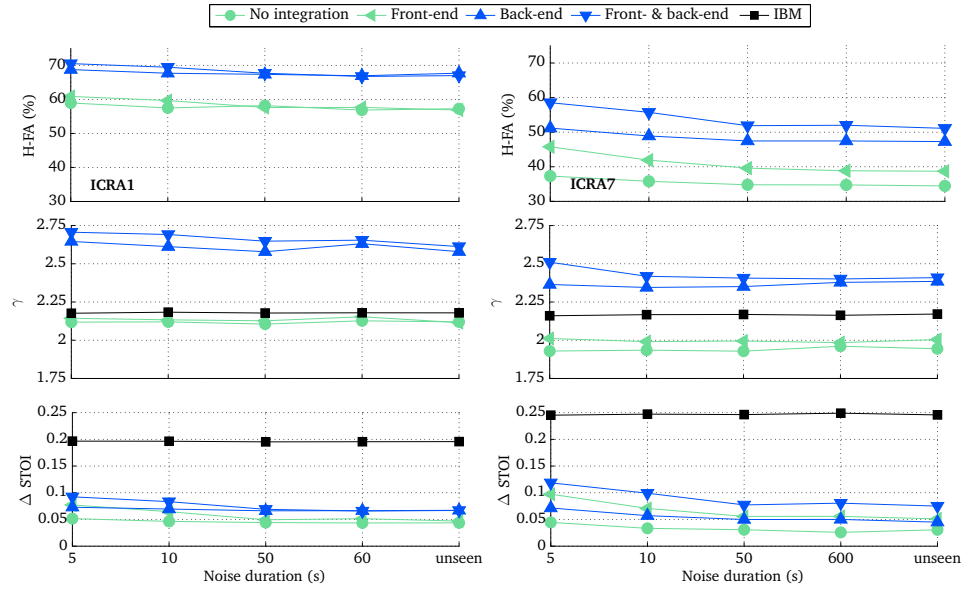 No integration Front-end Back-end Front- & back-end IBM
H-FA (%)
70
60
50
40
30
ICRA1
H-FA (%)
70
60
50
40
30
ICRA7
γ
2.75
2.5
2.25
2
1.75
γ
2.75
2.5
2.25
2
1.75
Δ STOI
0.25
0.2
0.15
0.1
0.05
0
5 10 50 60 unseen
Noise duration (s)
Δ STOI
0.25
0.2
0.15
0.1
0.05
0
5 10 50 600 unseen
Noise duration (s)